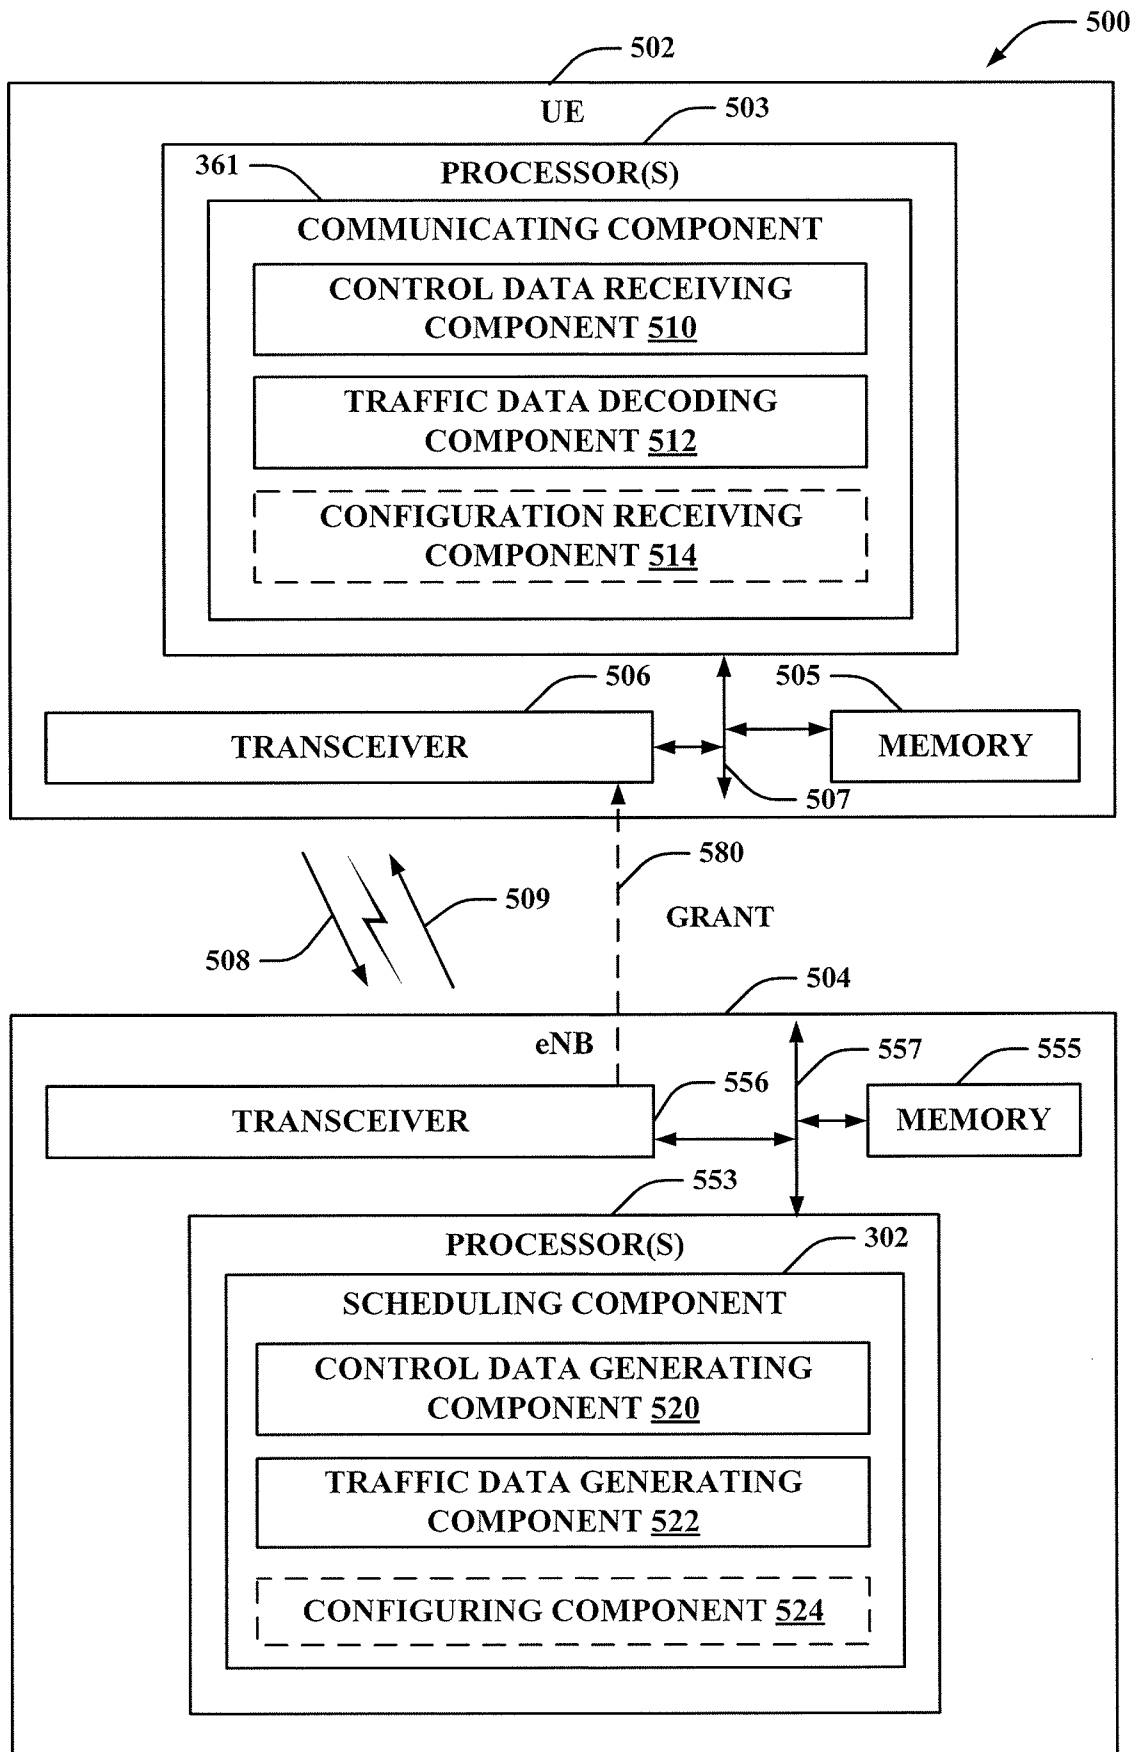 500
502
UE
503
361
PROCESSOR(S)
COMMUNICATING COMPONENT
CONTROL DATA RECEIVING
COMPONENT 510
TRAFFIC DATA DECODING
COMPONENT 512
CONFIGURATION RECEIVING
COMPONENT 514
506
505
TRANSCEIVER
MEMORY
507
580
509
GRANT
508
504
eNB
557
555
556
TRANSCEIVER
MEMORY
553
PROCESSOR(S)
302
SCHEDULING COMPONENT
CONTROL DATA GENERATING
COMPONENT 520
TRAFFIC DATA GENERATING
COMPONENT 522
CONFIGURING COMPONENT 524